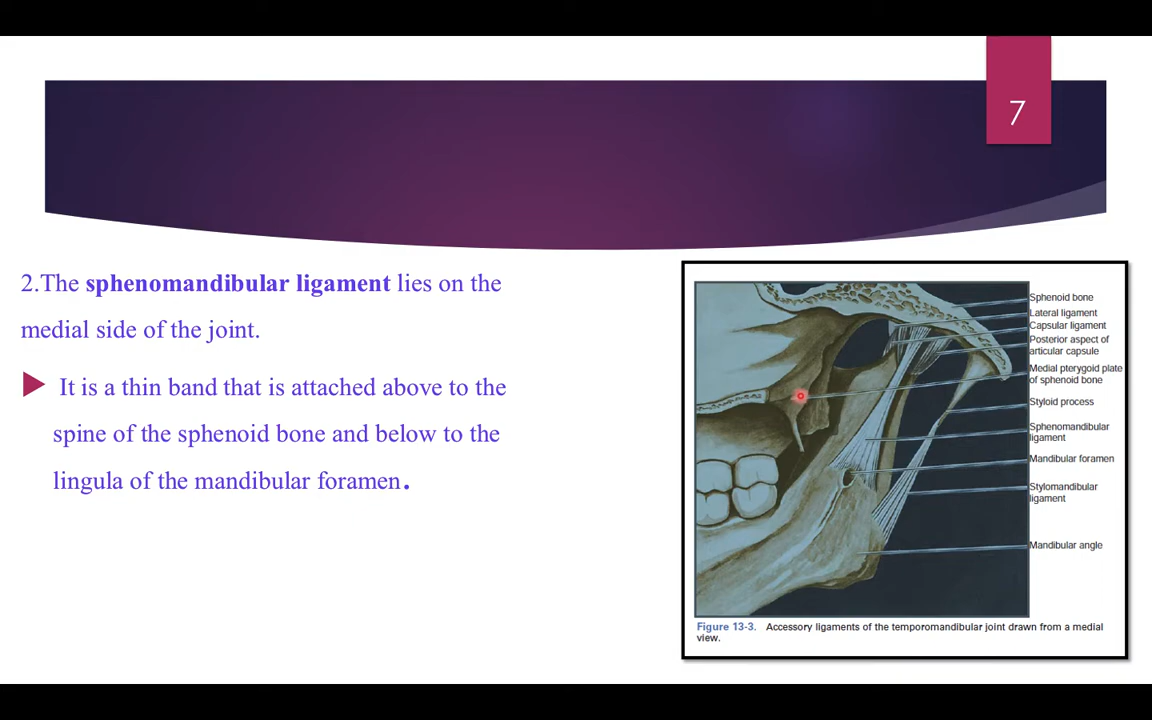 7
2.The sphenomandibular ligament lies on the
medial side of the joint.
It is a thin band that is attached above to the
spine of the sphenoid bone and below to the
lingula of the mandibular foramen.
Sphenoid bone
Lateral ligament
Capsular ligament
Posterior aspect of
articular capsule
Medial pterygoid plate
of sphenoid bone
Styloid process
Sphenomandibular
ligament
Mandibular foramen
Stylomandibular
ligament
Mandibular angle
Figure 13-3. Accessory ligaments of the temporomandibular joint drawn from a medial
view.